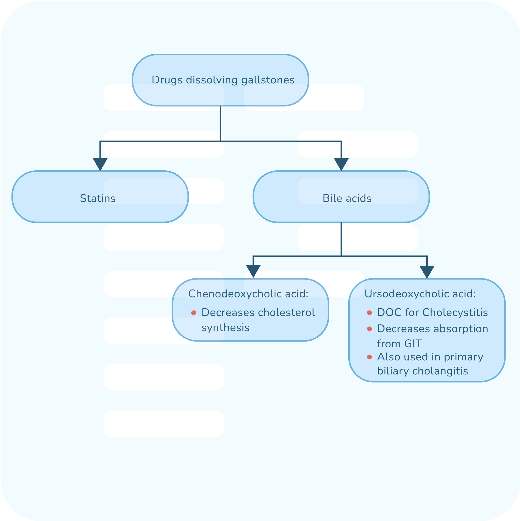 Drugs dissolving gallstones
Statins
Bile acids
Chenodeoxycholic acid:
Decreases cholesterol
synthesis
Ursodeoxycholic acid:
DOC for Cholecystitis
Decreases absorption
from GIT
Also used in primary
biliary cholangitis